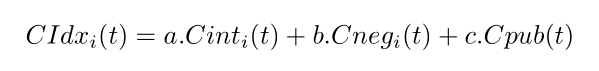 CIdx_i(t) = a.Cint_i(t) + b.Cneg_i(t) + c.Cpub(t)